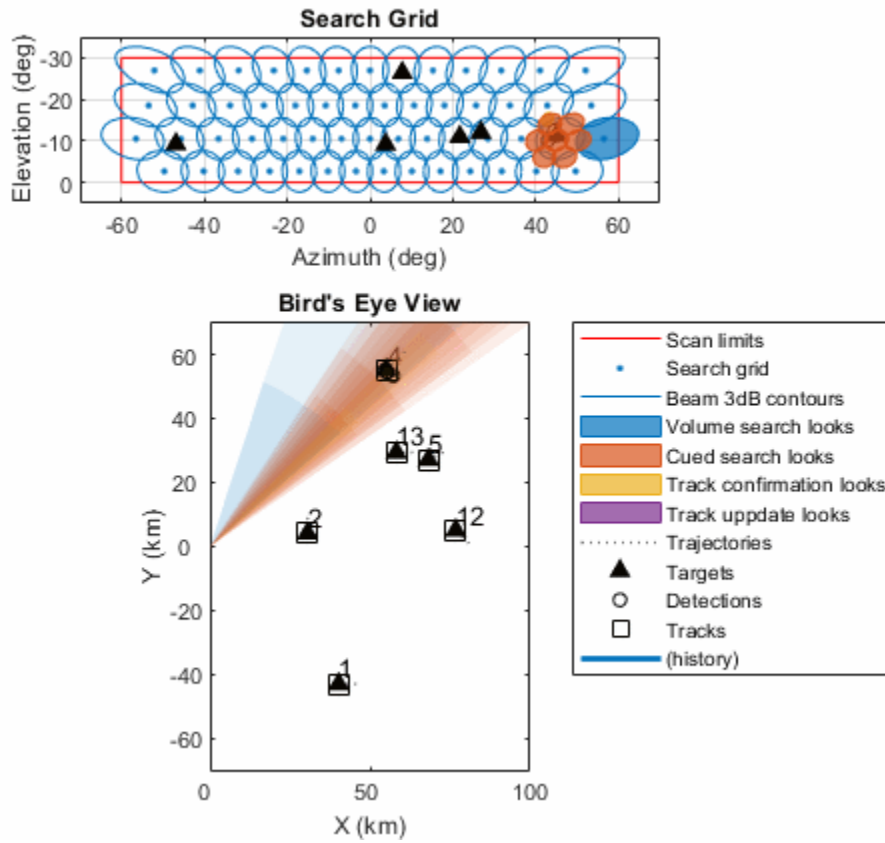 Search Grid
-30
-20
-10
0
Elevation (deg)
-60 -40 -20 0 20 40 60
Azimuth (deg)
Bird's Eye View
60
40
20
0
-20
-40
-60
Y (km)
4
13 5
2 12
1
0 50 100
X (km)
Scan limits
Search grid
Beam 3dB contours
Volume search looks
Cued search looks
Track confirmation looks
Track uppdate looks
Trajectories
Targets
Detections
Tracks
(history)